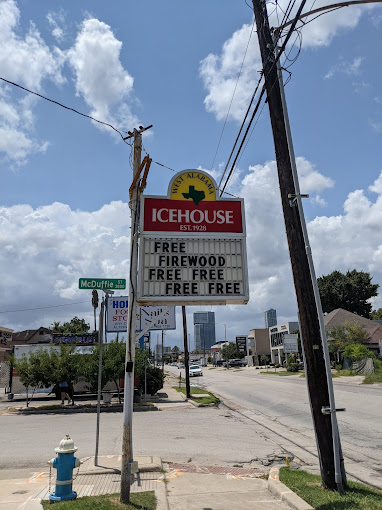 WEST ALABAMA
ICEHOUSE
EST. 1928
FREE
FIREWOOD
FREE FREE
FREE FREE
McDuffie